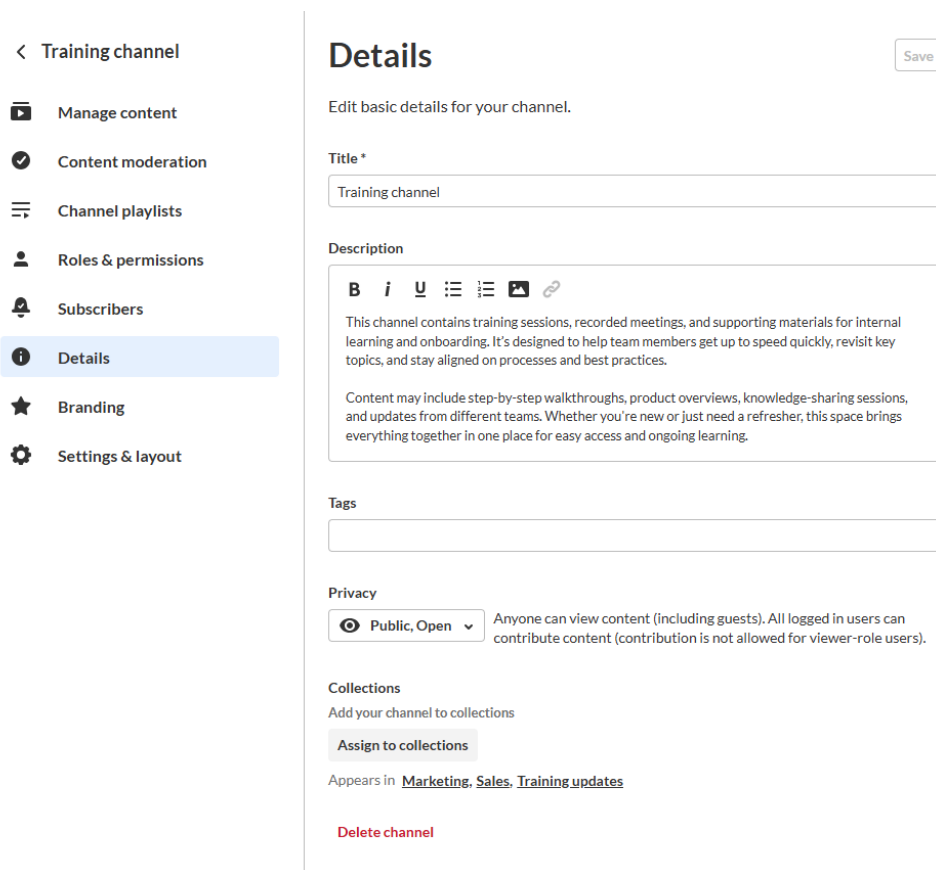 Training channel
Manage content
Content moderation
Channel playlists
Roles & permissions
Subscribers
Details
Branding
Settings & layout
Details
Save
Edit basic details for your channel.
Title *
Training channel
Description
B i U
This channel contains training sessions, recorded meetings, and supporting materials for internal
learning and onboarding. It's designed to help team members get up to speed quickly, revisit key
topics, and stay aligned on processes and best practices.
Content may include step-by-step walkthroughs, product overviews, knowledge-sharing sessions,
and updates from different teams. Whether you're new or just need a refresher, this space brings
everything together in one place for easy access and ongoing learning.
Tags
Privacy
Public, Open
Anyone can view content (including guests). All logged in users can
contribute content (contribution is not allowed for viewer-role users).
Collections
Add your channel to collections
Assign to collections
Appears in Marketing, Sales, Training updates
Delete channel